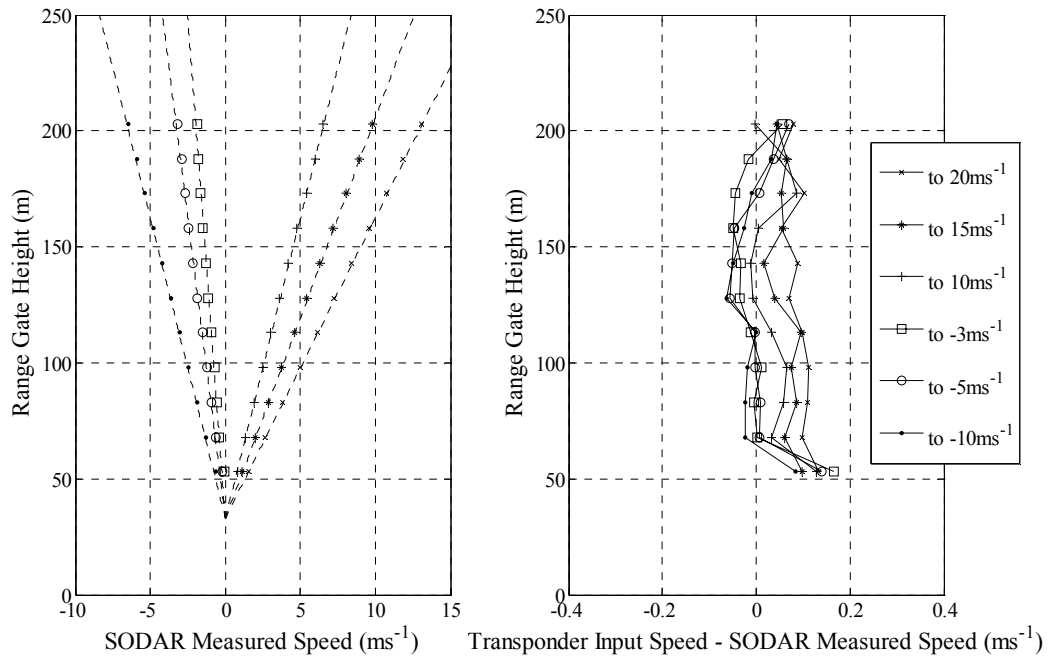 250
200
150
100
50
0
Range Gate Height (m)
-10 -5 0 5 10 15
SODAR Measured Speed (ms⁻¹)
250
200
150
100
50
0
Range Gate Height (m)
-0.4 -0.2 0 0.2 0.4
Transponder Input Speed - SODAR Measured Speed (ms⁻¹)
to 20ms⁻¹
to 15ms⁻¹
to 10ms⁻¹
to -3ms⁻¹
to -5ms⁻¹
to -10ms⁻¹